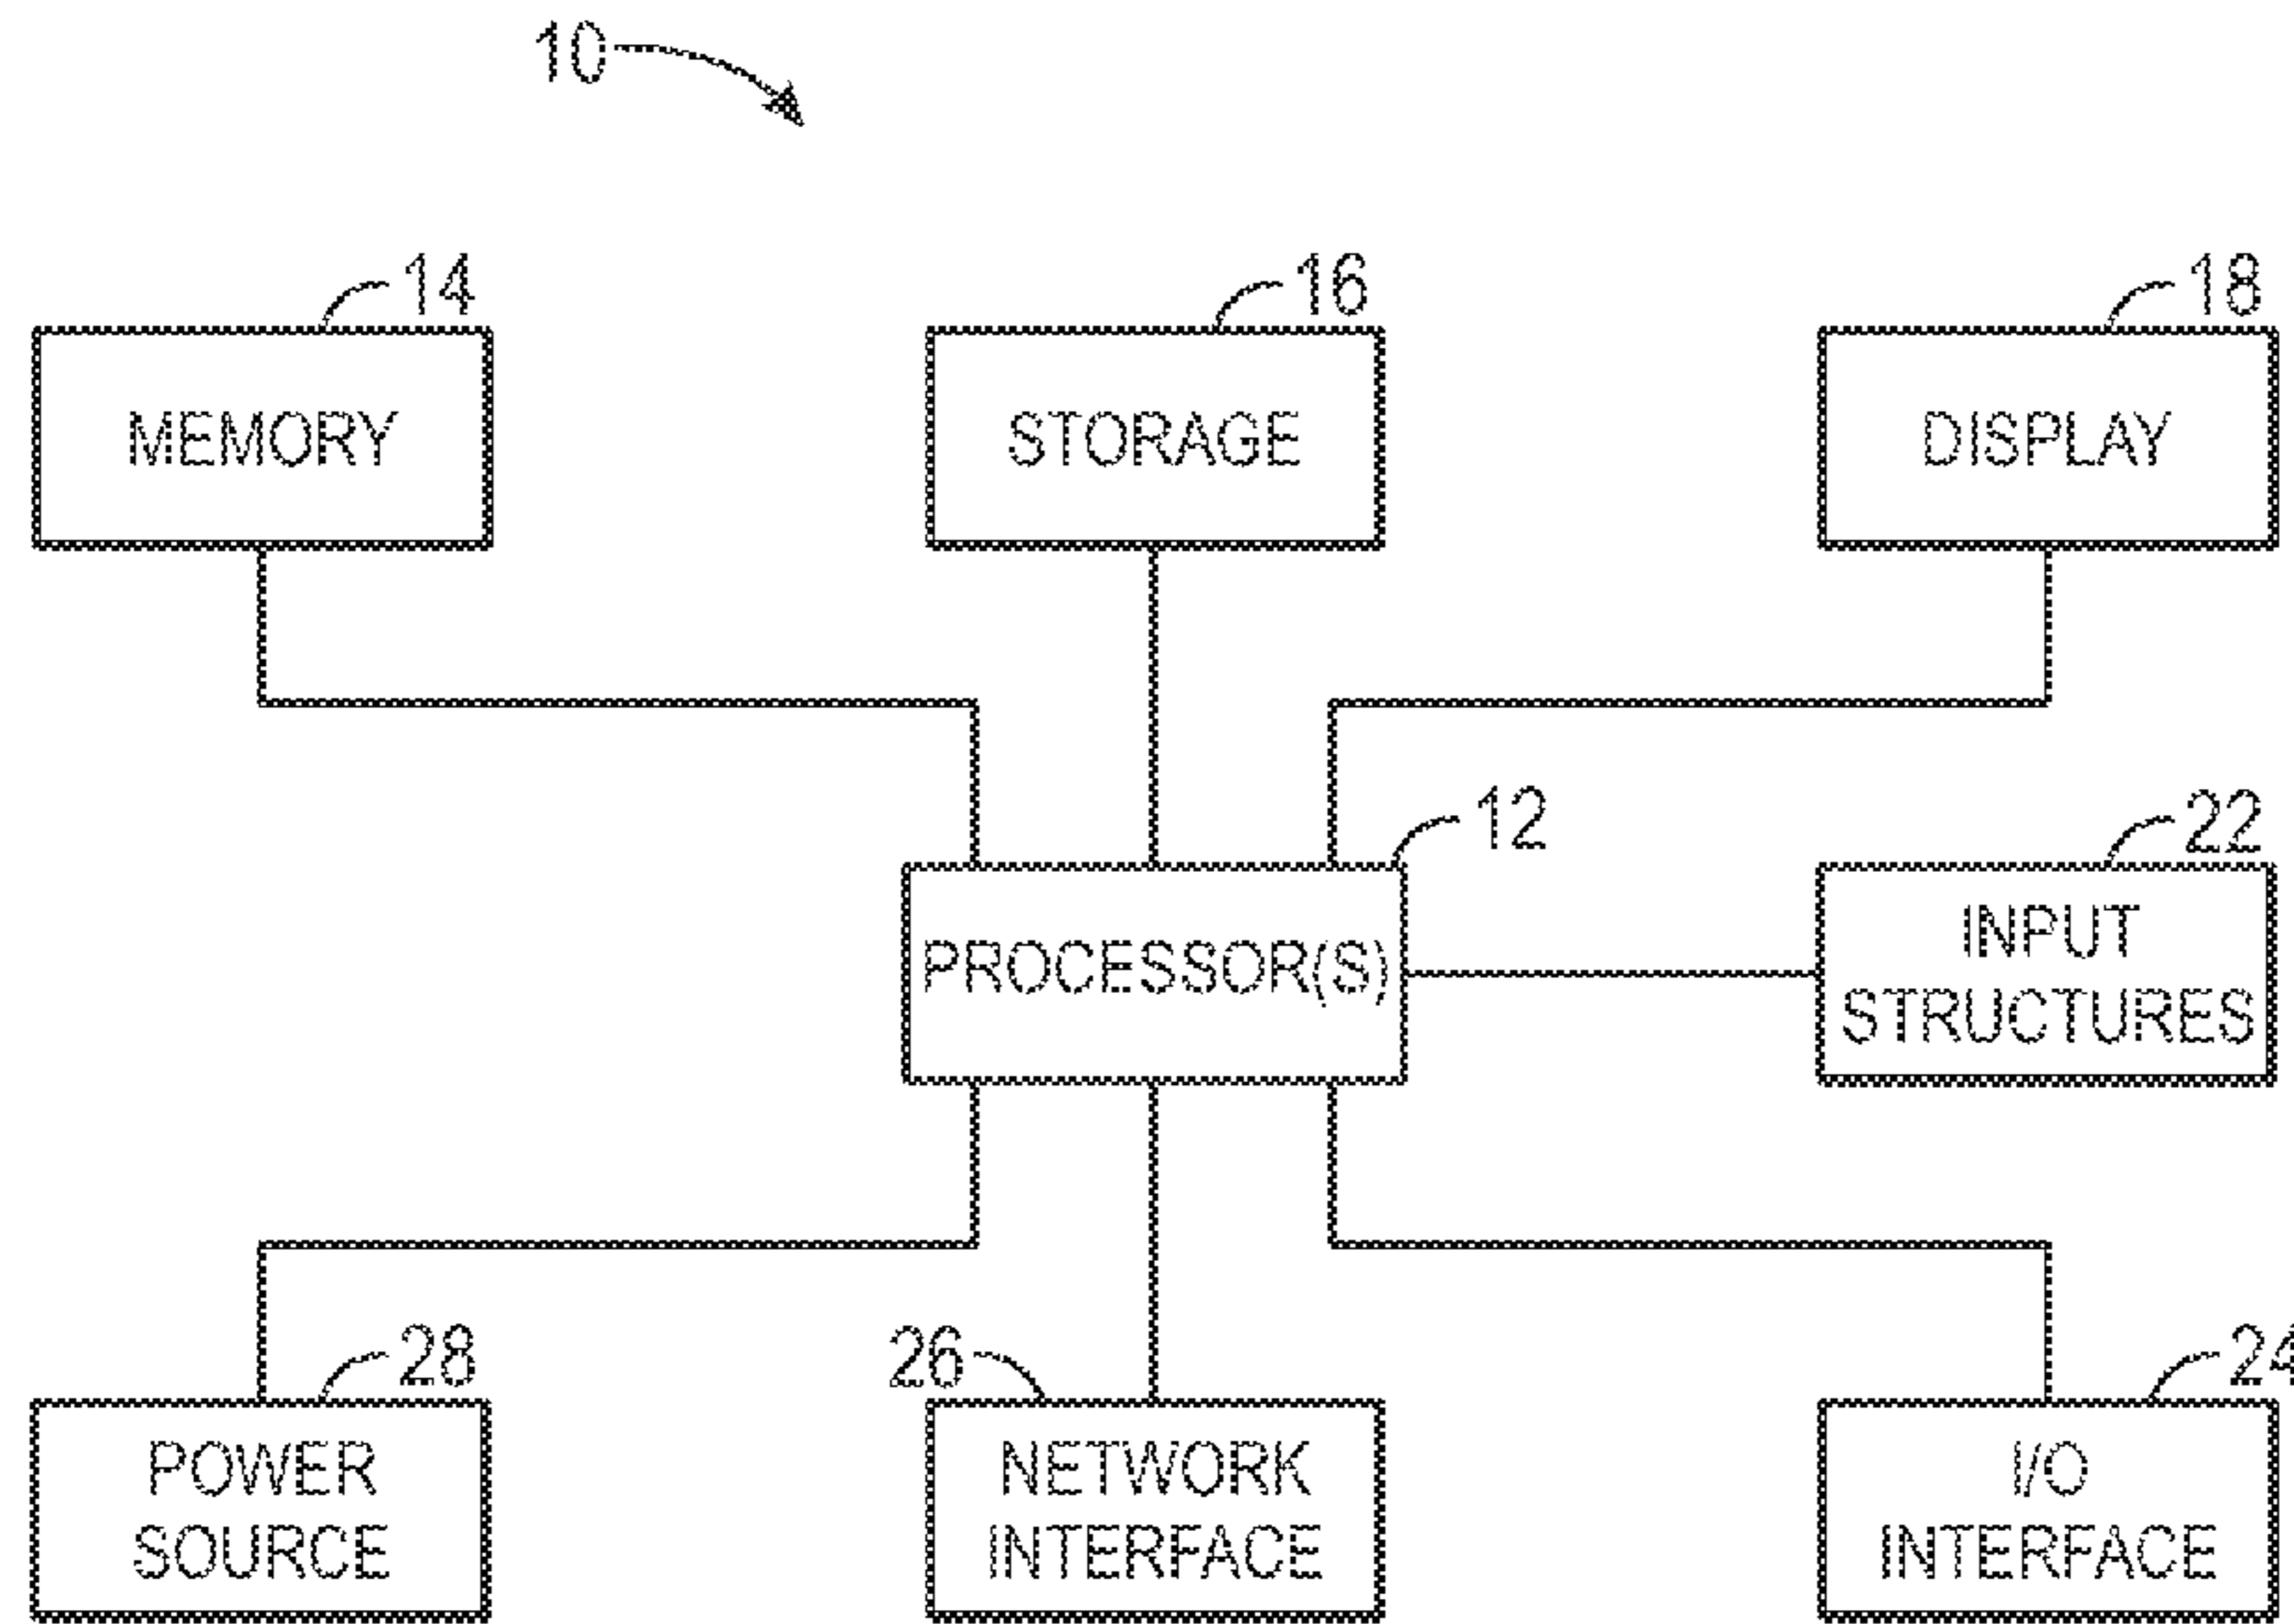 10
14
16
18
MEMORY
STORAGE
DISPLAY
12
22
PROCESSOR(S)
INPUT
STRUCTURES
28
26
24
POWER
SOURCE
NETWORK
INTERFACE
I/O
INTERFACE